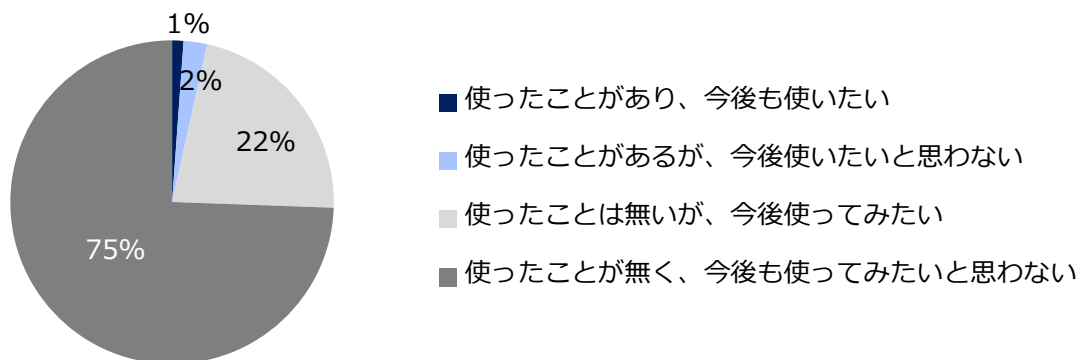 1%
2%
22%
75%
使ったことがあり、今後も使いたい
使ったことがあるが、今後使いたいと思わない
使ったことは無いが、今後使ってみたい
使ったことが無く、今後も使ってみたいと思わない